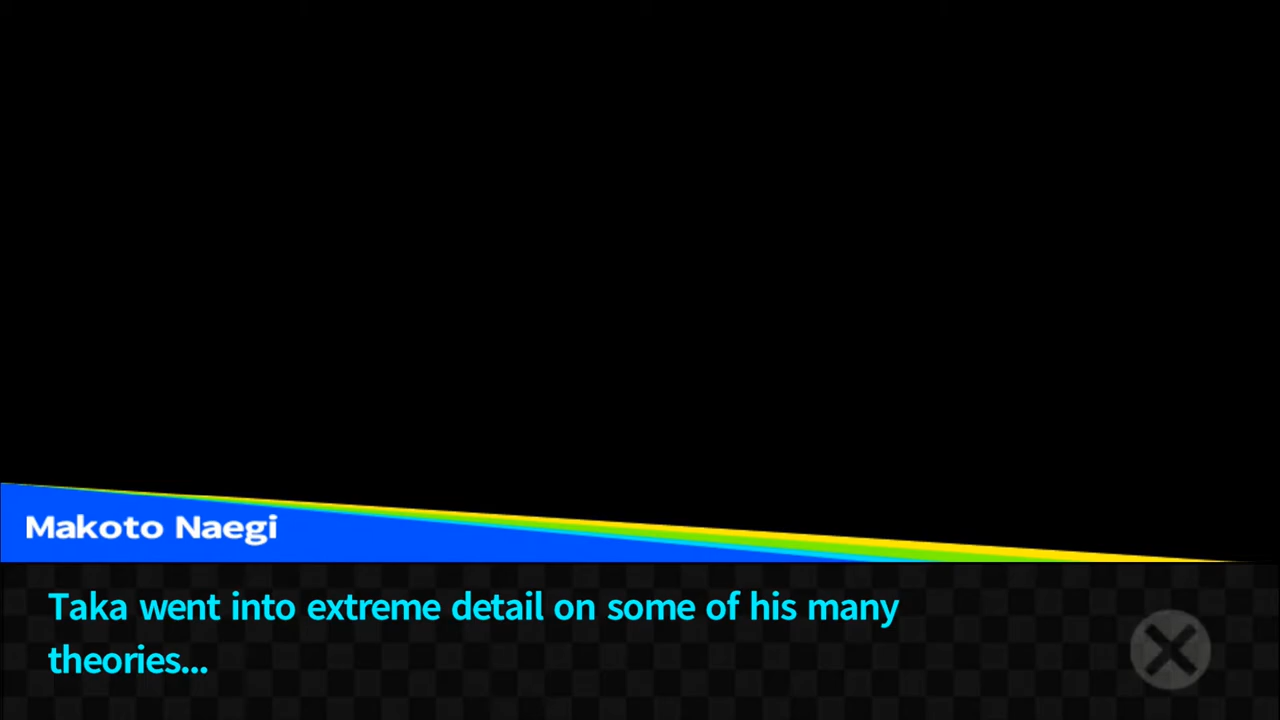 Makoto Naegi
Taka went into extreme detail on some of his many
theories...